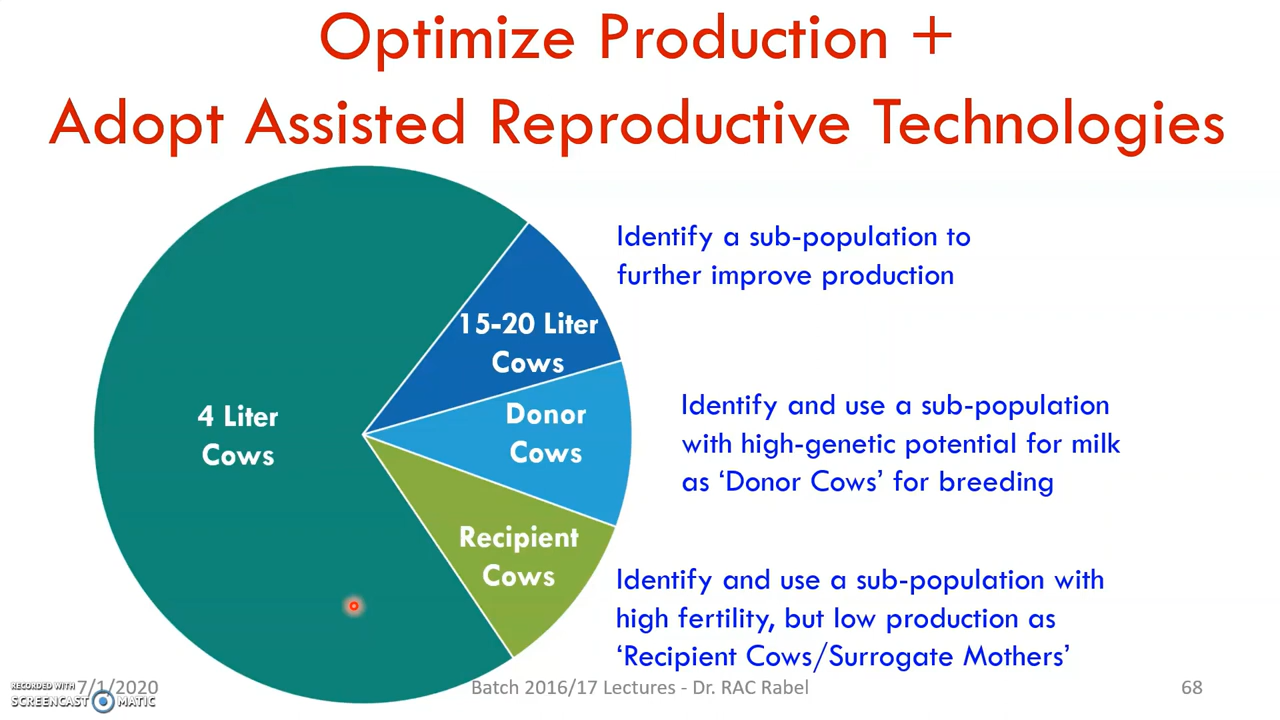 Optimize Production +
Adopt Assisted Reproductive Technologies
Identify a sub-population to
further improve production
15-20 Liter
Cows
4 Liter
Cows
Donor
Cows
Identify and use a sub-population
with high-genetic potential for milk
as ‘Donor Cows’ for breeding
Recipient
Cows
Identify and use a sub-population with
high fertility, but low production as
‘Recipient Cows/Surrogate Mothers’
7/1/2020
Batch 2016/17 Lectures - Dr. RAC Rabel
68
RECORDED WITH
SCREENCAST MATIC